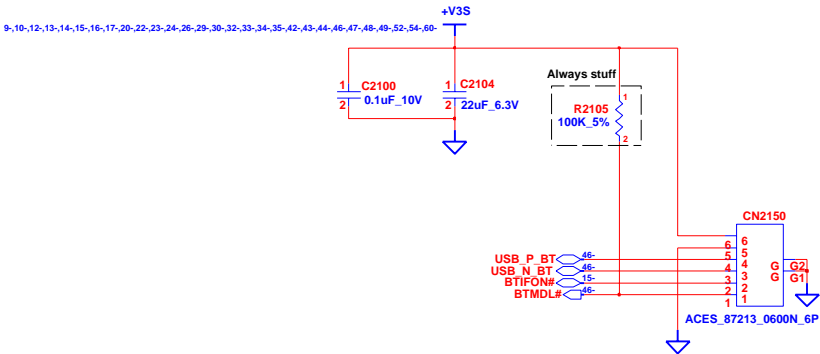 +V3S
9-,10-,12-,13-,14-,15-,16-,17-,20-,22-,23-,24-,26-,29-,30-,32-,33-,34-,35-,42-,43-,44-,46-,47-,48-,49-,52-,54-,60-
Always stuff
1 C2100
2 0.1uF_10V
1 C2104
2 22uF_6.3V
1
R2105
100K_5%
2
CN2150
6 6
5 5
USB_P_BT 46- 4 4 G G2
USB_N_BT 46- 3 3 G G1
BTIFON# 15- 2 2
BTMDL# 46- 1 1
ACES_87213_0600N_6P